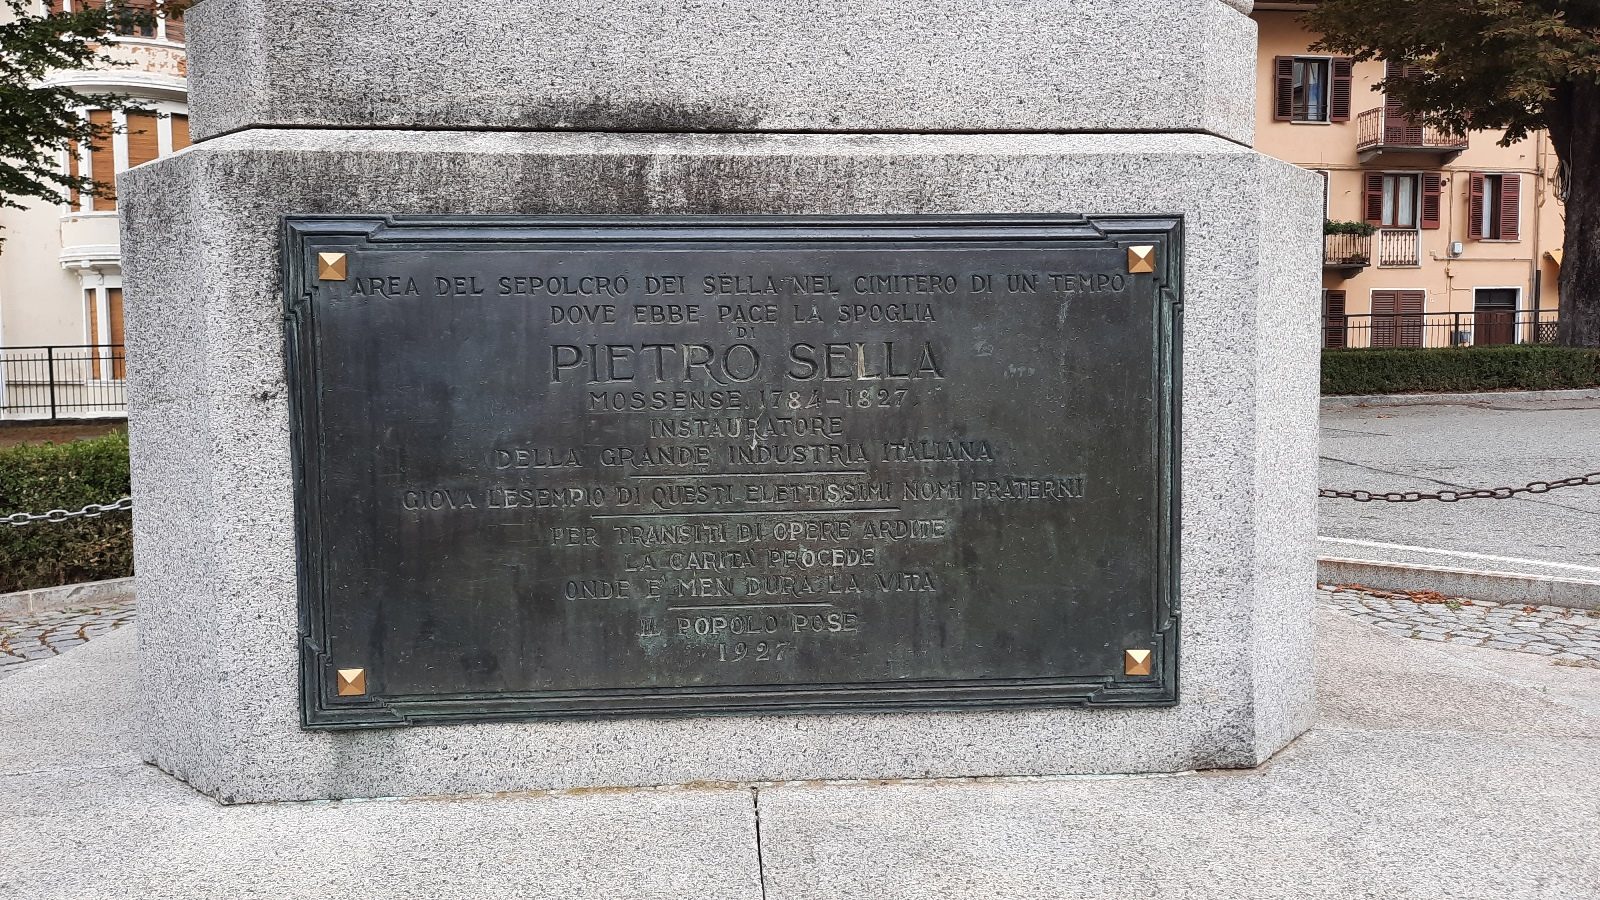 AREA DEL SEPOLCRO DEI SELLA NEL CIMITERO DI UN TEMPO
DOVE EBBE PACE LA SPOGLIA
DI
PIETRO SELLA
MOSSENSE. 1784-1827.
INSTAURATORE
DELLA GRANDE INDUSTRIA ITALIANA
GIOVA L'ESEMPIO DI QUESTI ELETTISSIMI NOMI FRATERNI
PER TRANSITI DI OPERE ARDITE
LA CARITÀ PROCEDE
ONDE È MEN DURA LA VITA
IL POPOLO POSE
1927